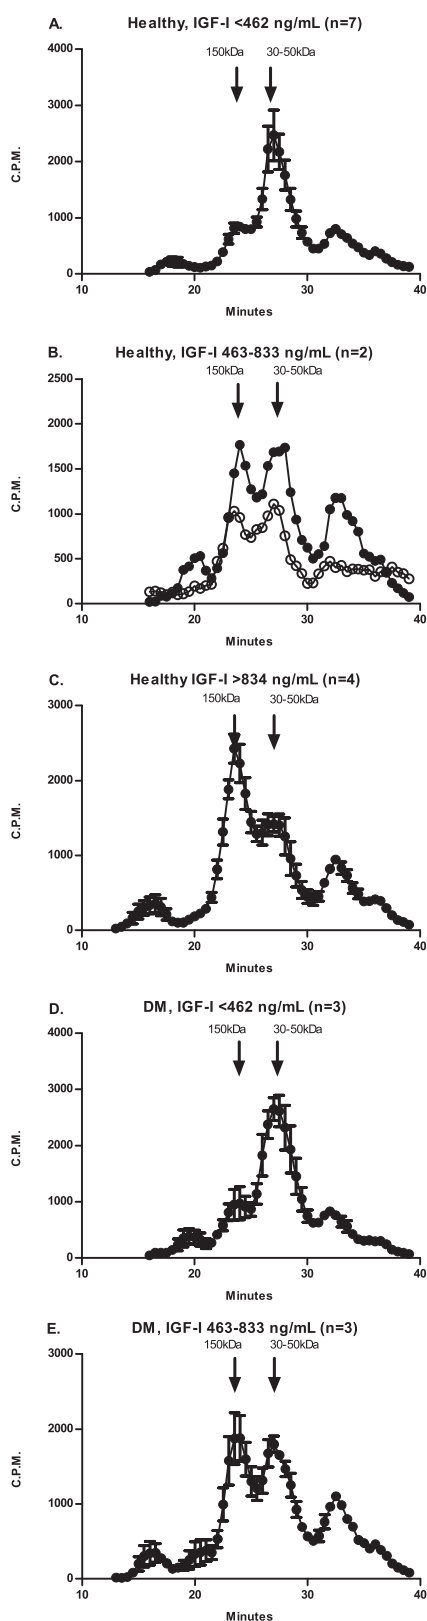 A. Healthy, IGF-I <462 ng/mL (n=7)
150kDa 30-50kDa
4000
3000
2000
1000
0
C.P.M.
10 20 30 40
Minutes
B. Healthy, IGF-I 463-833 ng/mL (n=2)
150kDa 30-50kDa
2500
2000
1500
1000
500
0
C.P.M.
10 20 30 40
Minutes
C. Healthy IGF-I >834 ng/mL (n=4)
150kDa 30-50kDa
3000
2000
1000
0
C.P.M.
10 20 30 40
Minutes
D. DM, IGF-I <462 ng/mL (n=3)
150kDa 30-50kDa
4000
3000
2000
1000
0
C.P.M.
10 20 30 40
Minutes
E. DM, IGF-I 463-833 ng/mL (n=3)
150kDa 30-50kDa
3000
2000
1000
0
C.P.M.
10 20 30 40
Minutes